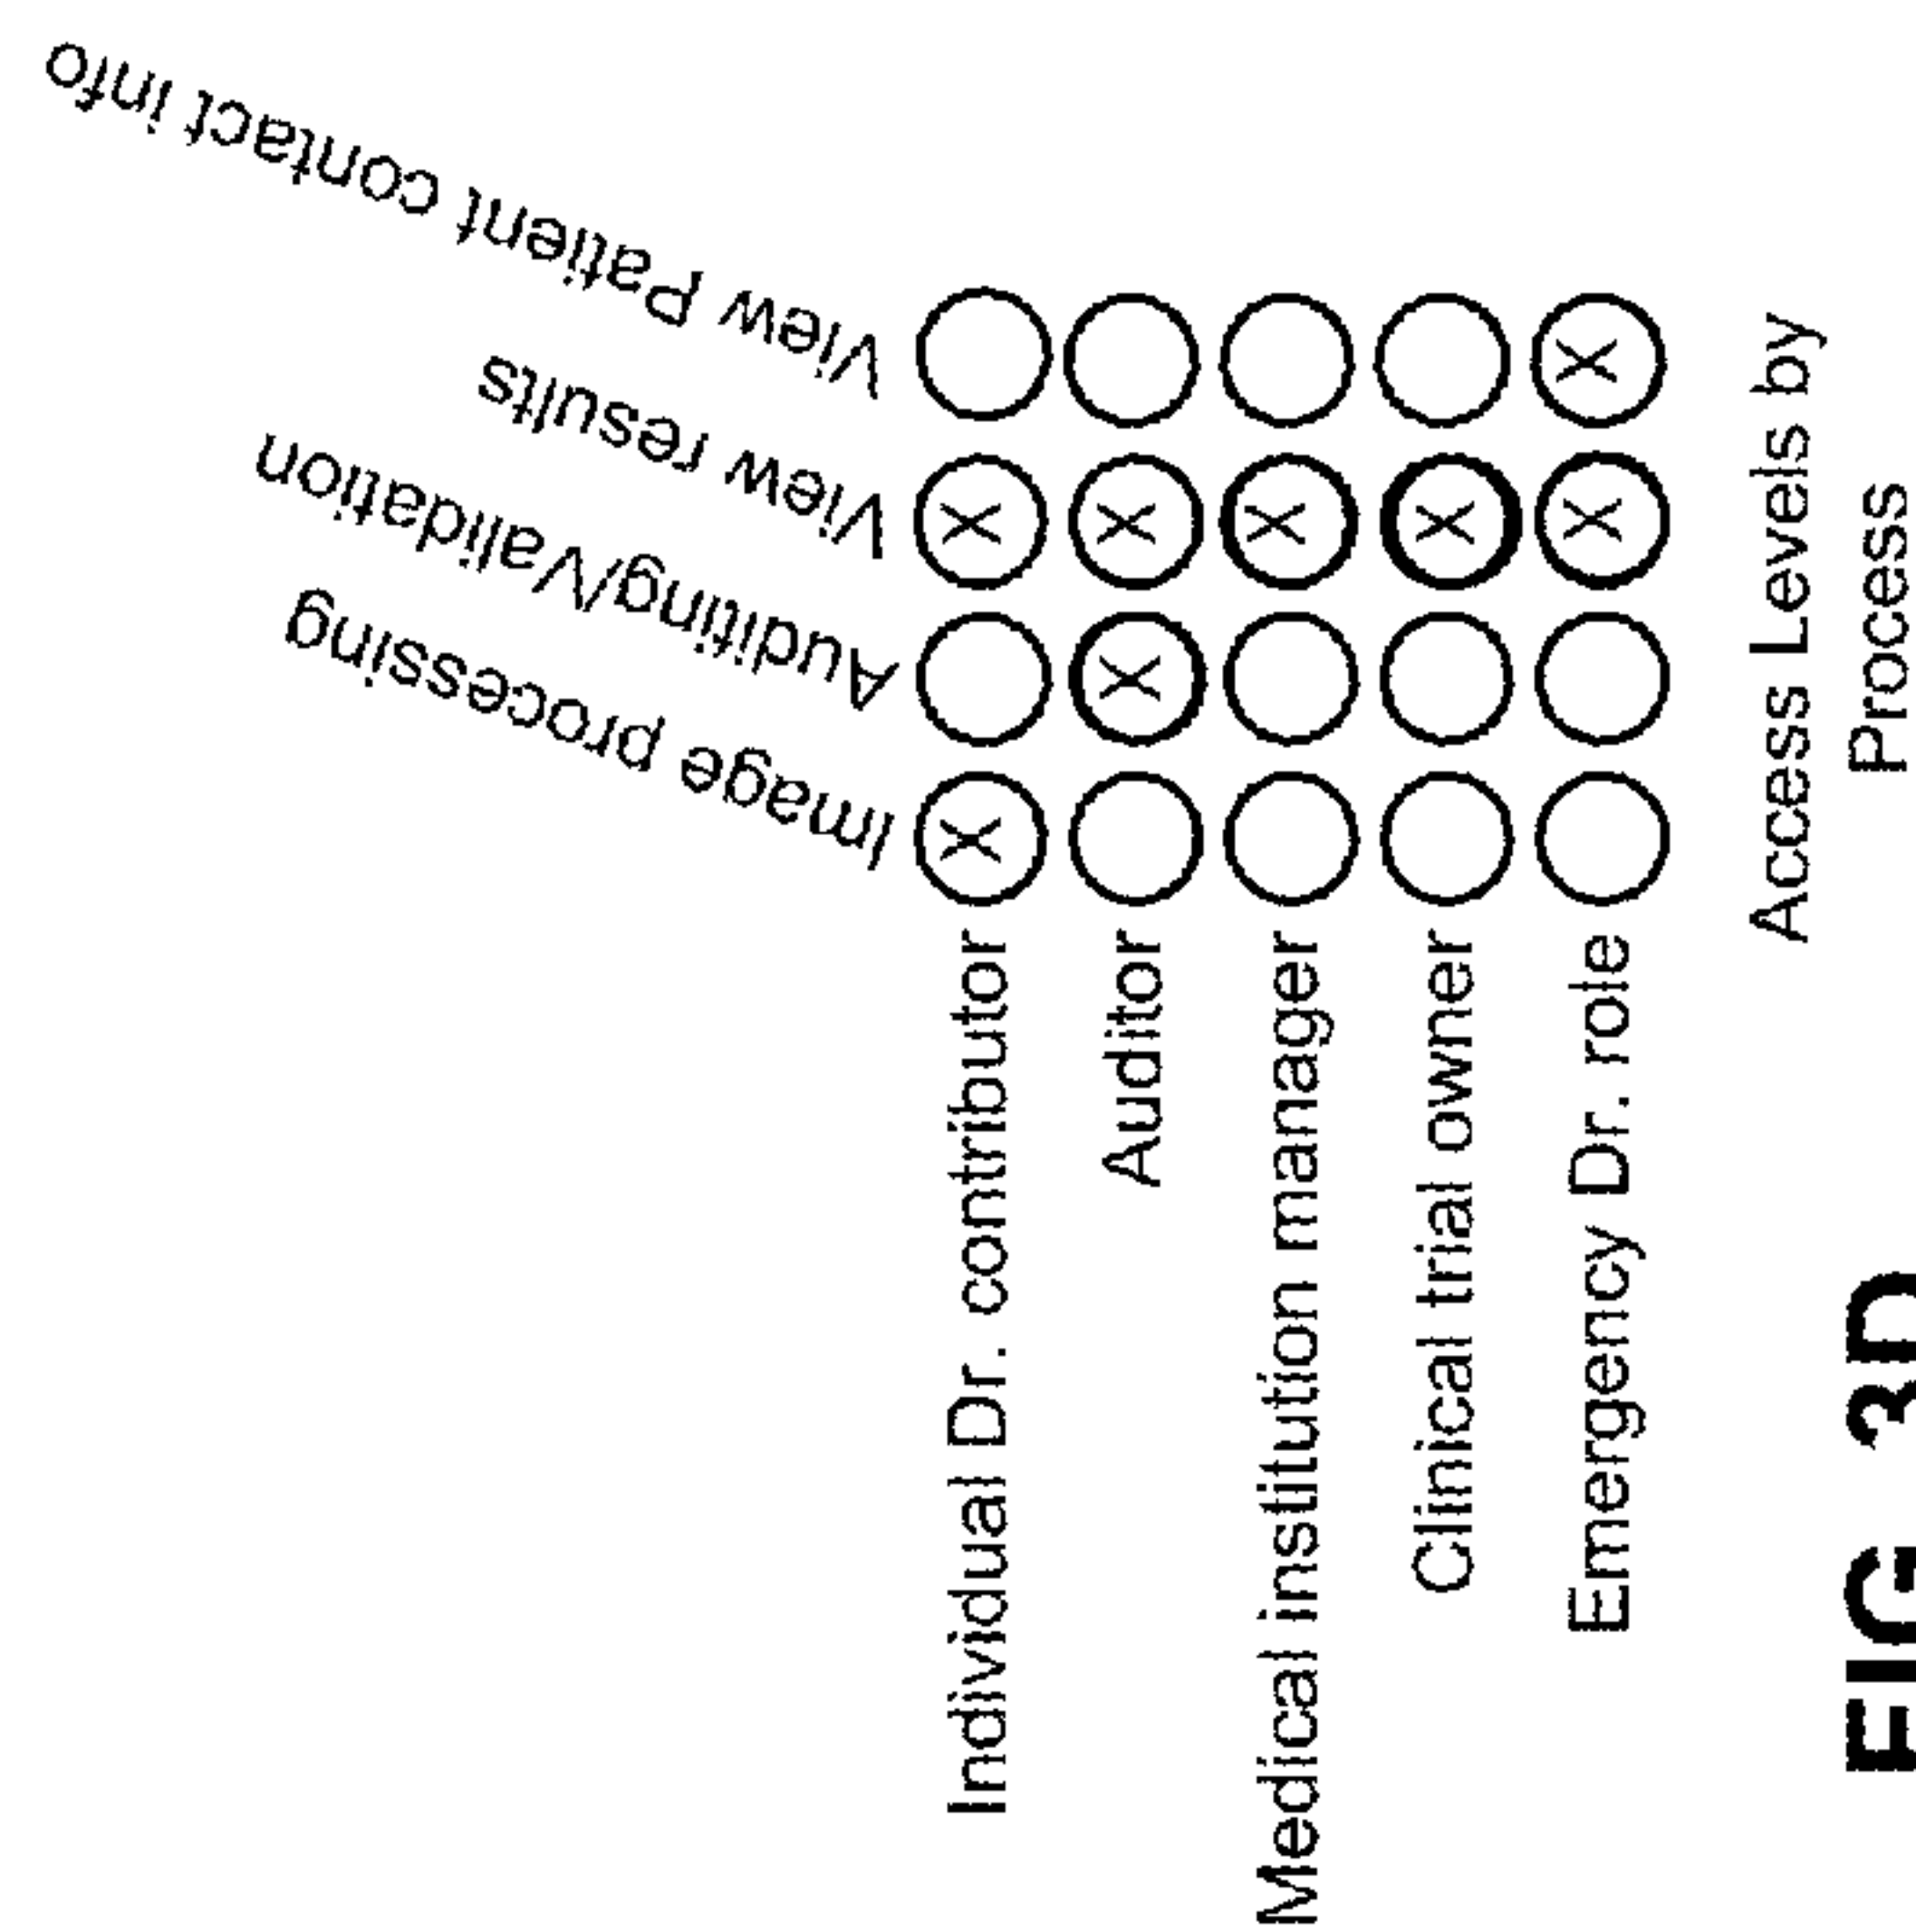 Image processing
Auditing/Validation
View results
View Patient contact info
Individual Dr. contributor X X
Auditor X X
Medical institution manager X
Clinical trial owner X
Emergency Dr. role X X
Access Levels by
Process
FIG 3D